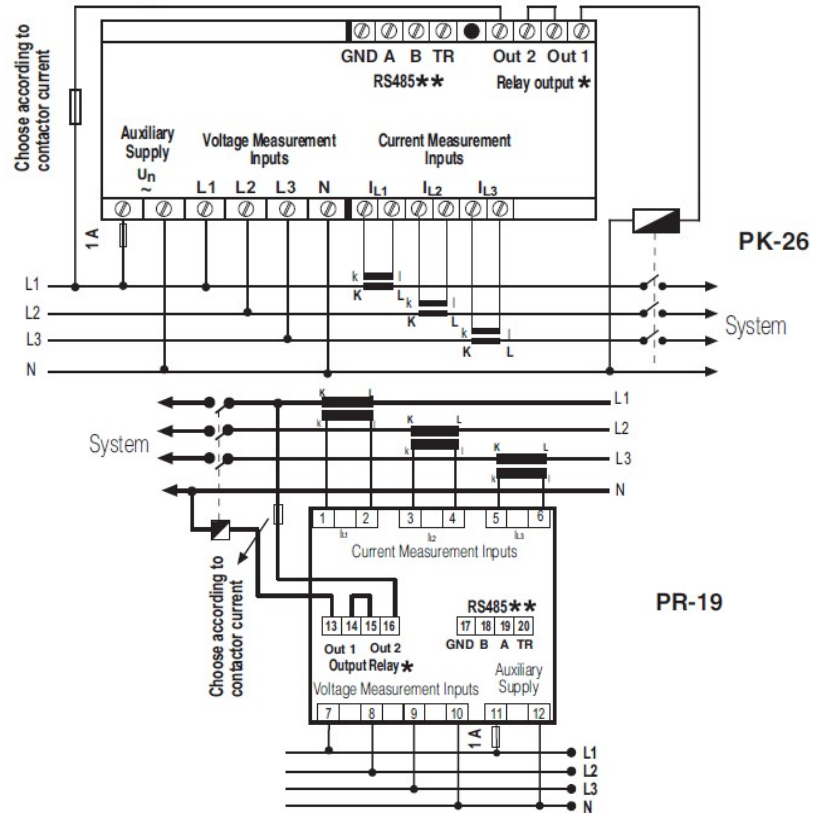 Choose according to
contactor current
GND A B TR
Out 2 Out 1
RS485**
Relay output *
Auxiliary
Supply
Un
~
Voltage Measurement
Inputs
L1 L2 L3 N
Current Measurement
Inputs
IL1 IL2 IL3
1 A
PK-26
L1
k l
K L
L2
k l
K L
L3
k l
K L
N
System
K L
k l
L1
K L
k l
L2
K L
k l
L3
N
System
1 2 3 4 5 6
IL1 IL2 IL3
Current Measurement Inputs
Choose according to
contactor current
PR-19
RS485**
13 14 15 16
17 18 19 20
Out 1 Out 2
GND B A TR
Output Relay*
Auxiliary
Supply
Voltage Measurement Inputs
7 8 9 10 11 12
1 A
L1
L2
L3
N